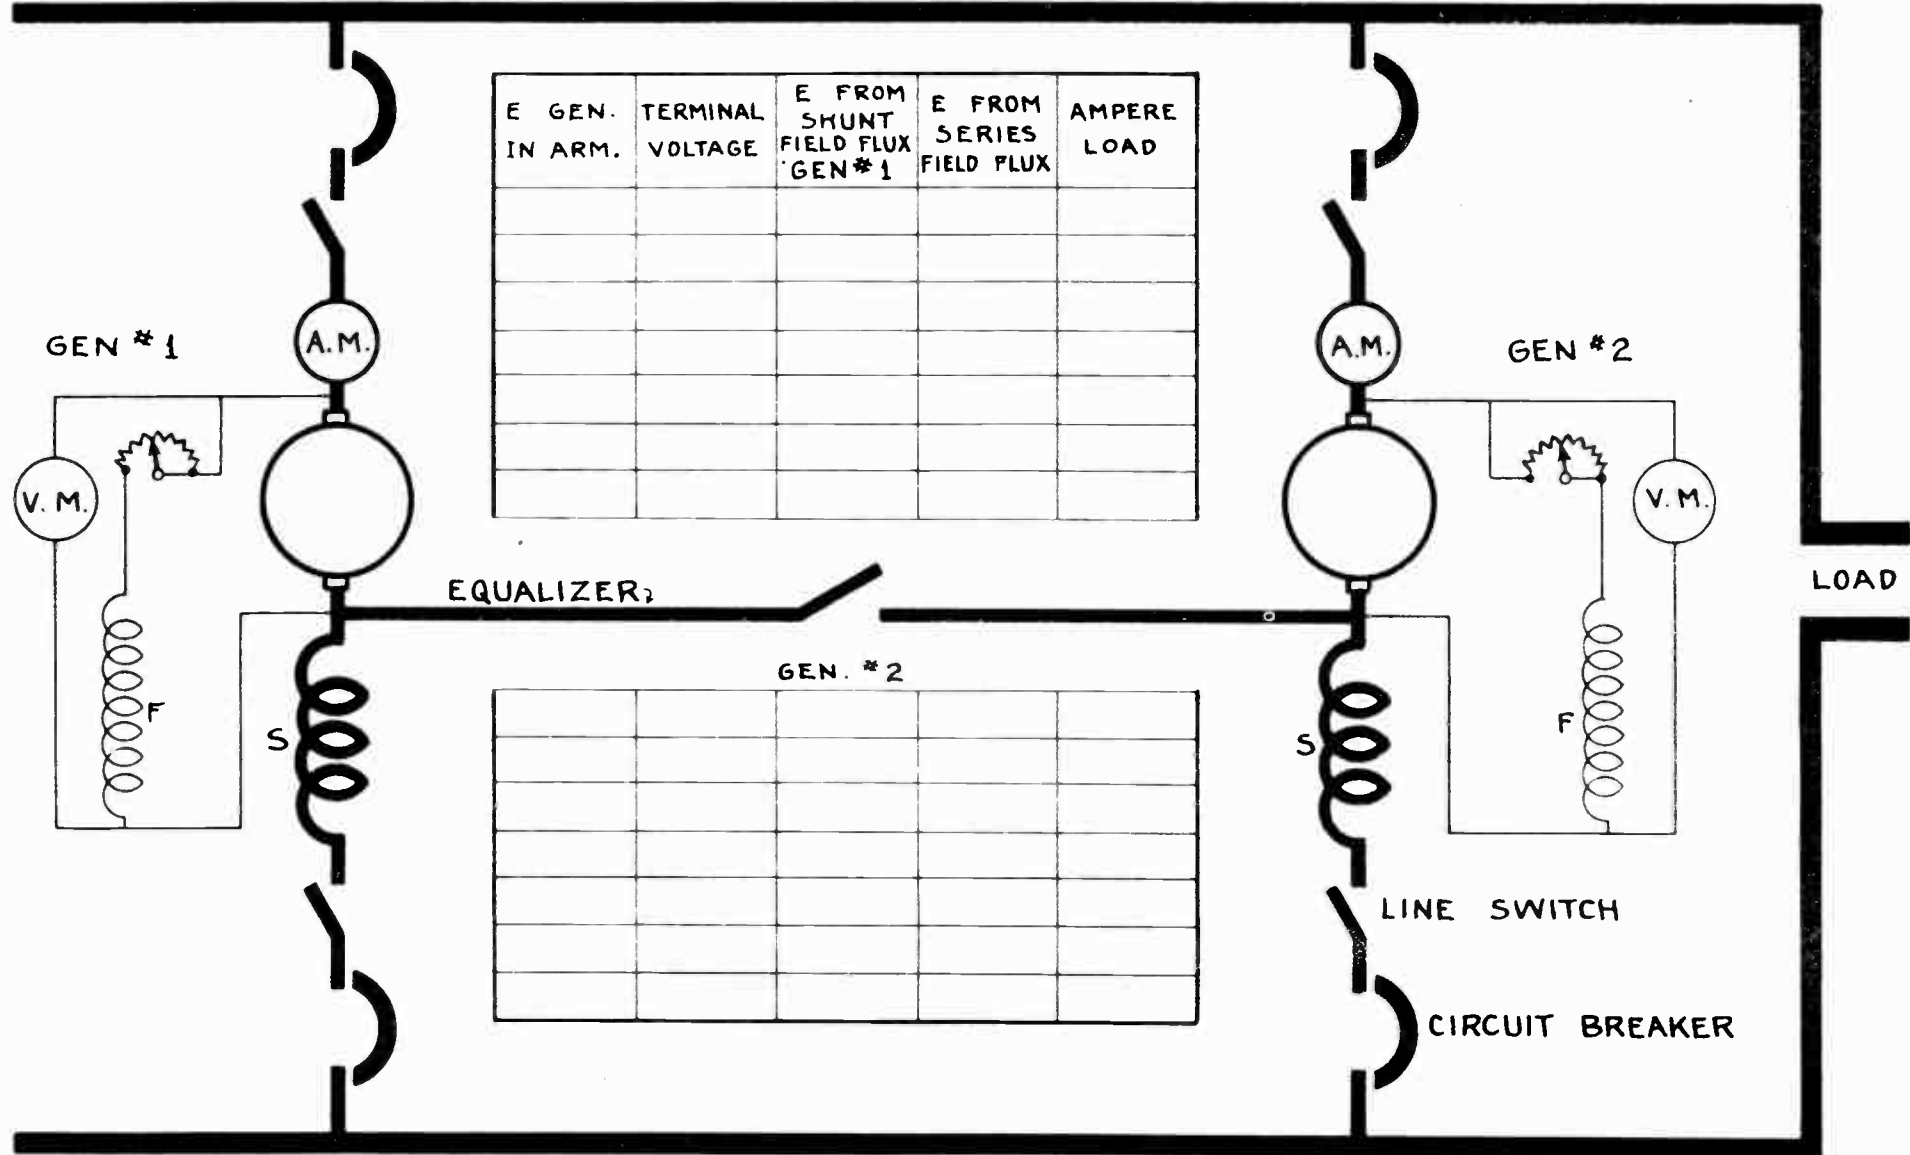 E GEN.
IN ARM.
TERMINAL
VOLTAGE
E FROM
SHUNT
FIELD FLUX
GEN#1
E FROM
SERIES
FIELD FLUX
AMPERE
LOAD
GEN #1
A.M.
A.M.
GEN #2
V. M.
V. M.
EQUALIZER
LOAD
GEN. #2
F
S
S
F
LINE SWITCH
CIRCUIT BREAKER